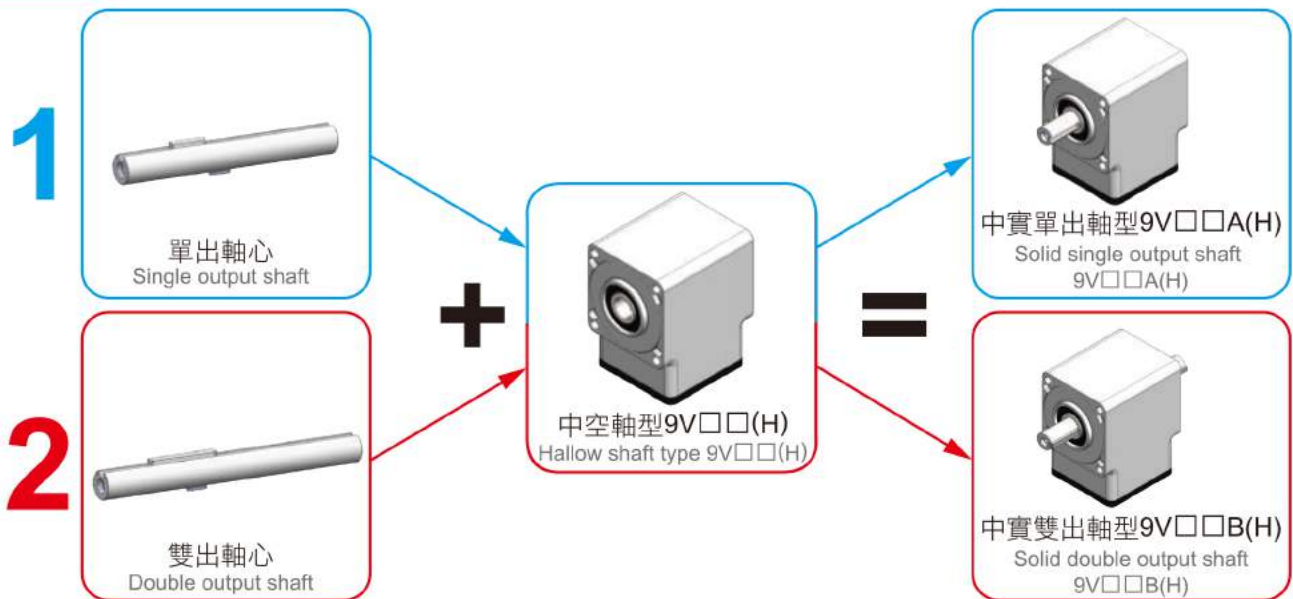 1
單出軸心
Single output shaft
2
雙出軸心
Double output shaft
+
中空軸型9V□□(H)
Hallow shaft type 9V□□(H)
=
中實單出軸型9V□□A(H)
Solid single output shaft
9V□□A(H)
中實雙出軸型9V□□B(H)
Solid double output shaft
9V□□B(H)